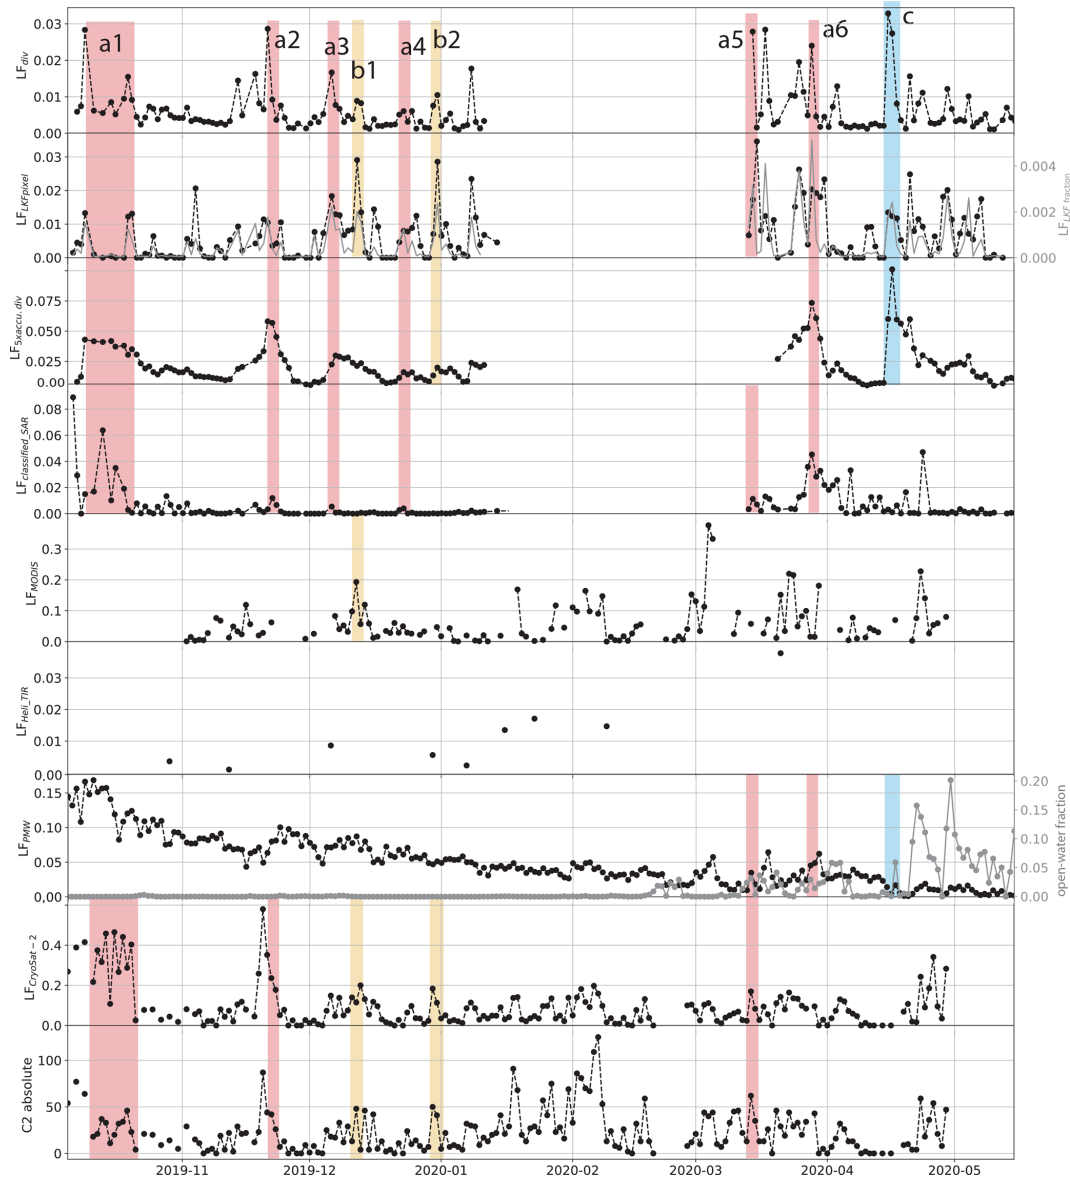 0.03
0.02
0.01
0.00
LFdiv
a1
a2
a3
b1
a4
b2
a5
a6
c
0.03
0.02
0.01
0.00
LFLKFpixel
0.004
0.002
0.000
LFLKF fraction
0.075
0.050
0.025
0.00
LF5xaccu.div
0.08
0.06
0.04
0.02
0.00
LFclassified_SAR
0.3
0.2
0.1
0.0
LFMODIS
0.03
0.02
0.01
0.00
LFHeli_TIR
0.15
0.10
0.05
0.00
LFPMW
0.20
0.15
0.10
0.05
0.00
open-water fraction
0.4
0.2
0.0
LFCryoSat−2
100
50
0
C2 absolute
2019-11
2019-12
2020-01
2020-02
2020-03
2020-04
2020-05